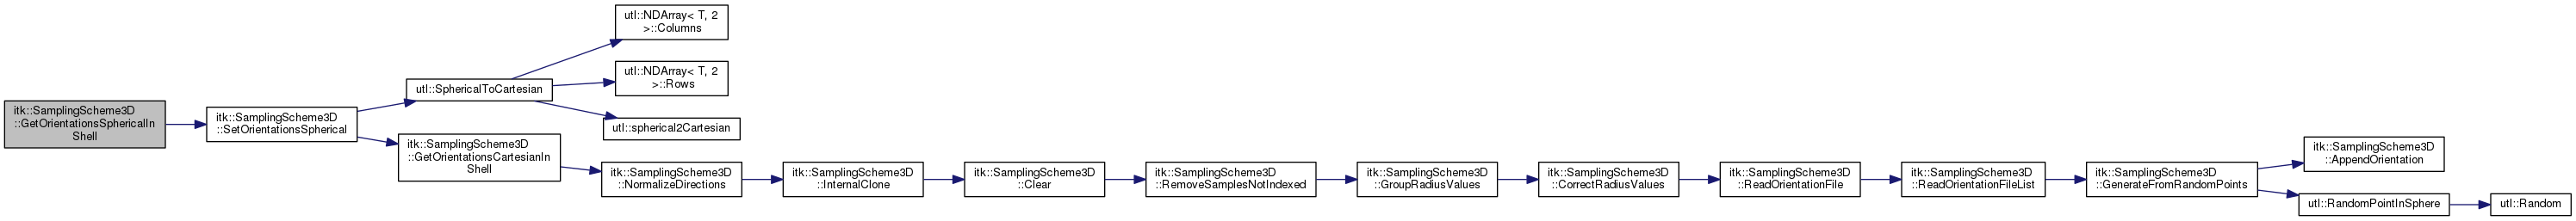 itk::SamplingScheme3D
::GetOrientationsSphericalIn
Shell
itk::SamplingScheme3D
::SetOrientationsSpherical
utl::SphericalToCartesian
utl::NDArray< T, 2
>::Columns
utl::NDArray< T, 2
>::Rows
utl::spherical2Cartesian
itk::SamplingScheme3D
::GetOrientationsCartesianIn
Shell
itk::SamplingScheme3D
::NormalizeDirections
itk::SamplingScheme3D
::InternalClone
itk::SamplingScheme3D
::Clear
itk::SamplingScheme3D
::RemoveSamplesNotIndexed
itk::SamplingScheme3D
::GroupRadiusValues
itk::SamplingScheme3D
::CorrectRadiusValues
itk::SamplingScheme3D
::ReadOrientationFile
itk::SamplingScheme3D
::ReadOrientationFileList
itk::SamplingScheme3D
::GenerateFromRandomPoints
itk::SamplingScheme3D
::AppendOrientation
utl::RandomPointInSphere
utl::Random